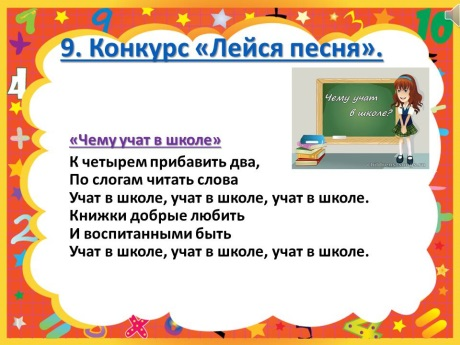 9. Конкурс «Лейся песня».
Чему учат
в школе?
«Чему учат в школе»
К четырем прибавить два,
По слогам читать слова
Учат в школе, учат в школе, учат в школе.
Книжки добрые любить
И воспитанными быть
Учат в школе, учат в школе, учат в школе.